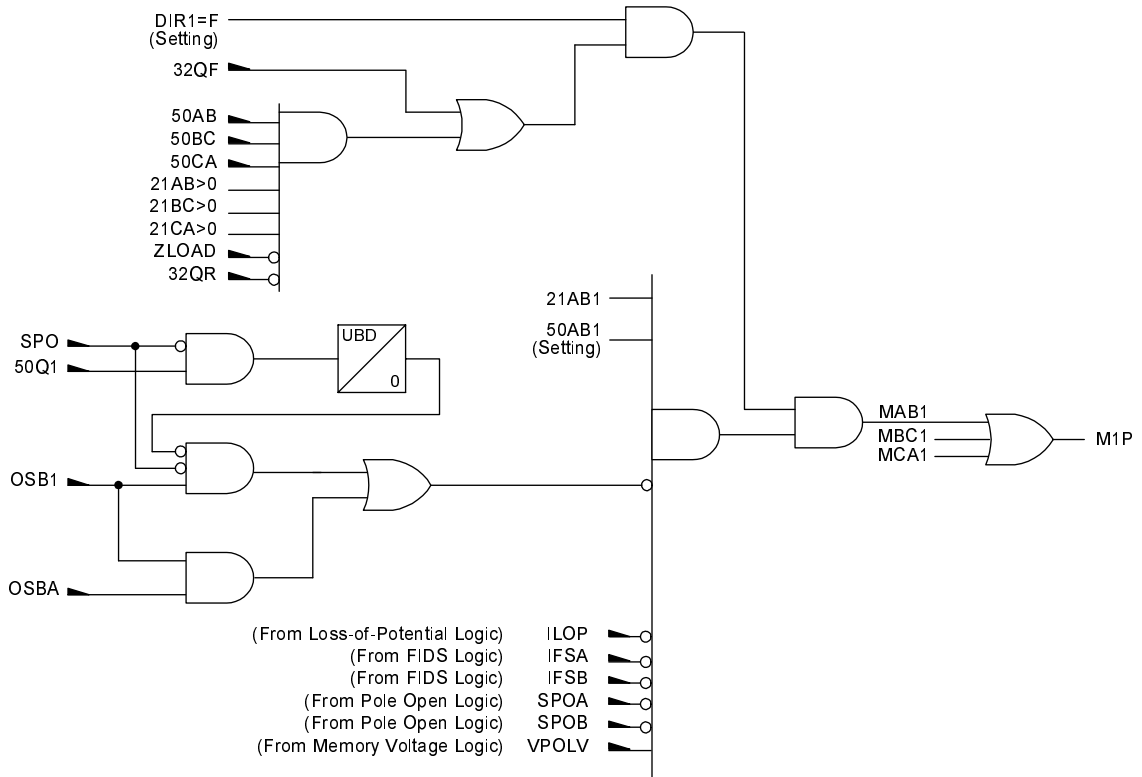 DIR1=F
(Setting)
32QF
50AB
50BC
50CA
21AB>0
21BC>0
21CA>0
ZLOAD
32QR
21AB1
50AB1
(Setting)
SPO
50Q1
UBD
0
OSB1
OSBA
MAB1
MBC1
MCA1
M1P
(From Loss-of-Potential Logic) ILOP
(From FIDS Logic) IFSA
(From FIDS Logic) IFSB
(From Pole Open Logic) SPOA
(From Pole Open Logic) SPOB
(From Memory Voltage Logic) VPOLV